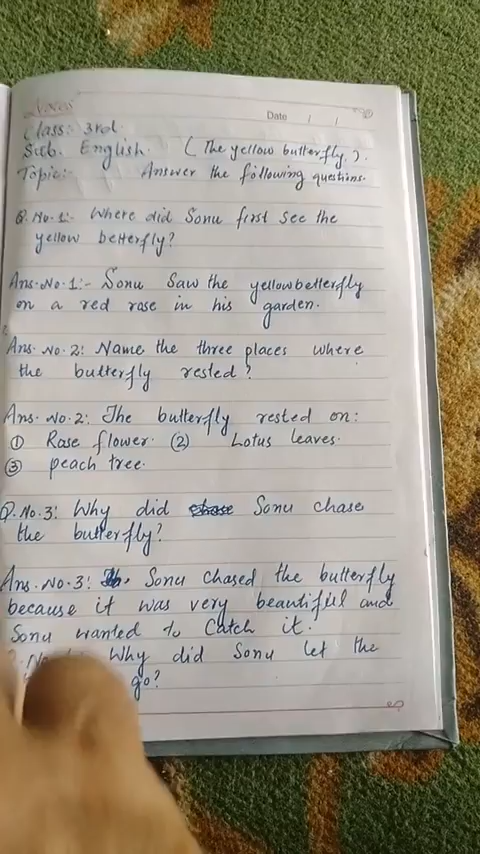 Notes
Date / /
Class:- 3rd.
Sub. English. (The yellow butterfly.).
Topic:- Answer the following questions.
Q.No.1:- Where did Sonu first see the
yellow betterfly?
Ans.No.1:- Sonu Saw the yellowbetterfly
on a red rose in his garden.
Ans.No.2: Name the three places where
the butterfly rested?
Ans.No.2: The butterfly rested on:
① Rose flower. ② Lotus leaves.
③ peach tree.
Q.No.3: Why did Sonu chase
the butterfly?
Ans.No.3: Sonu chased the butterfly
because it was very beautiful and
Sonu wanted to Catch it.
Why did Sonu let the
go?